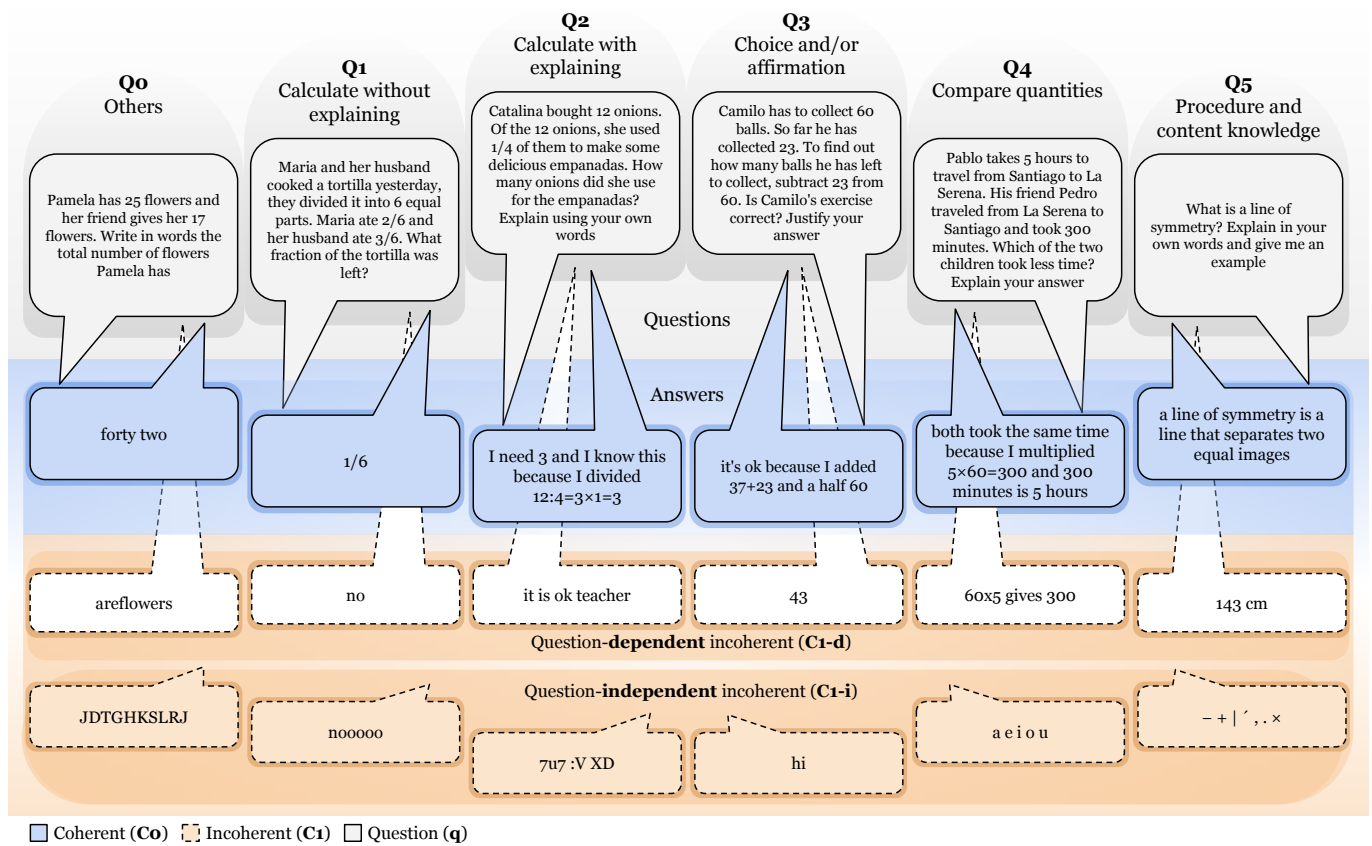 Q0
Others
Q1
Calculate without
explaining
Q2
Calculate with
explaining
Q3
Choice and/or
affirmation
Q4
Compare quantities
Q5
Procedure and
content knowledge
Pamela has 25 flowers and
her friend gives her 17
flowers. Write in words the
total number of flowers
Pamela has
Maria and her husband
cooked a tortilla yesterday,
they divided it into 6 equal
parts. Maria ate 2/6 and
her husband ate 3/6. What
fraction of the tortilla was
left?
Catalina bought 12 onions.
Of the 12 onions, she used
1/4 of them to make some
delicious empanadas. How
many onions did she use
for the empanadas?
Explain using your own
words
Camilo has to collect 60
balls. So far he has
collected 23. To find out
how many balls he has left
to collect, subtract 23 from
60. Is Camilo's exercise
correct? Justify your
answer
Pablo takes 5 hours to
travel from Santiago to La
Serena. His friend Pedro
traveled from La Serena to
Santiago and took 300
minutes. Which of the two
children took less time?
Explain your answer
What is a line of
symmetry? Explain in your
own words and give me an
example
Questions
Answers
forty two
1/6
I need 3 and I know this
because I divided
12:4=3×1=3
it's ok because I added
37+23 and a half 60
both took the same time
because I multiplied
5×60=300 and 300
minutes is 5 hours
a line of symmetry is a
line that separates two
equal images
areflowers
no
it is ok teacher
43
60x5 gives 300
143 cm
Question-dependent incoherent (C1-d)
Question-independent incoherent (C1-i)
JDTGHKSLRJ
nooooo
7u7 :V XD
hi
a e i o u
− + | ´ , . ×
Coherent (C0) Incoherent (C1) Question (q)